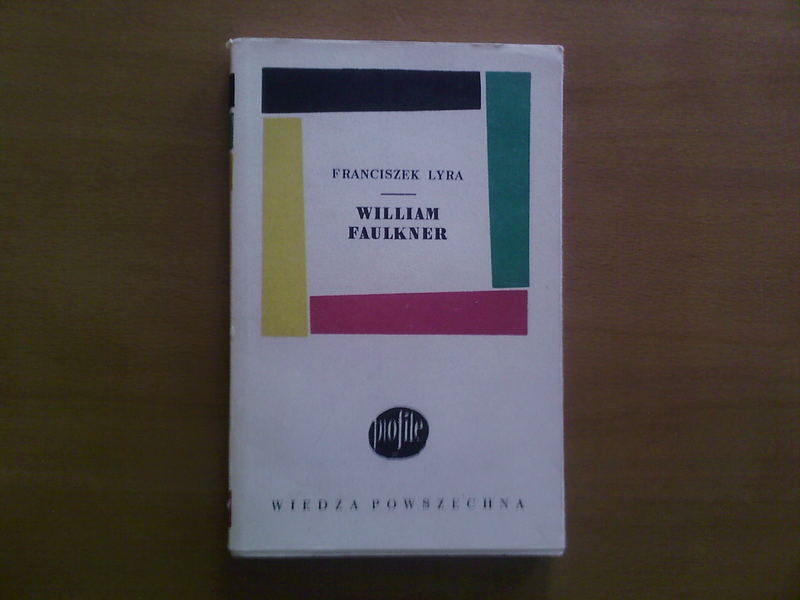 FRANCISZEK LYRA
WILLIAM
FAULKNER
profile
WIEDZA POWSZECHNA